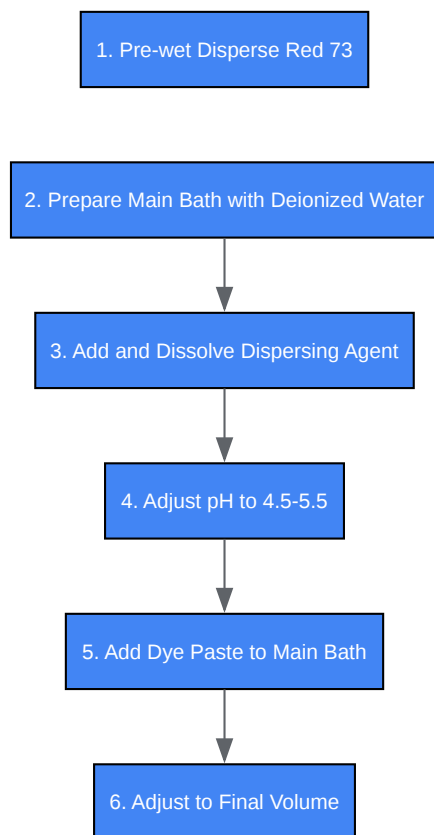 1. Pre-wet Disperse Red 73
2. Prepare Main Bath with Deionized Water
3. Add and Dissolve Dispersing Agent
4. Adjust pH to 4.5-5.5
5. Add Dye Paste to Main Bath
6. Adjust to Final Volume